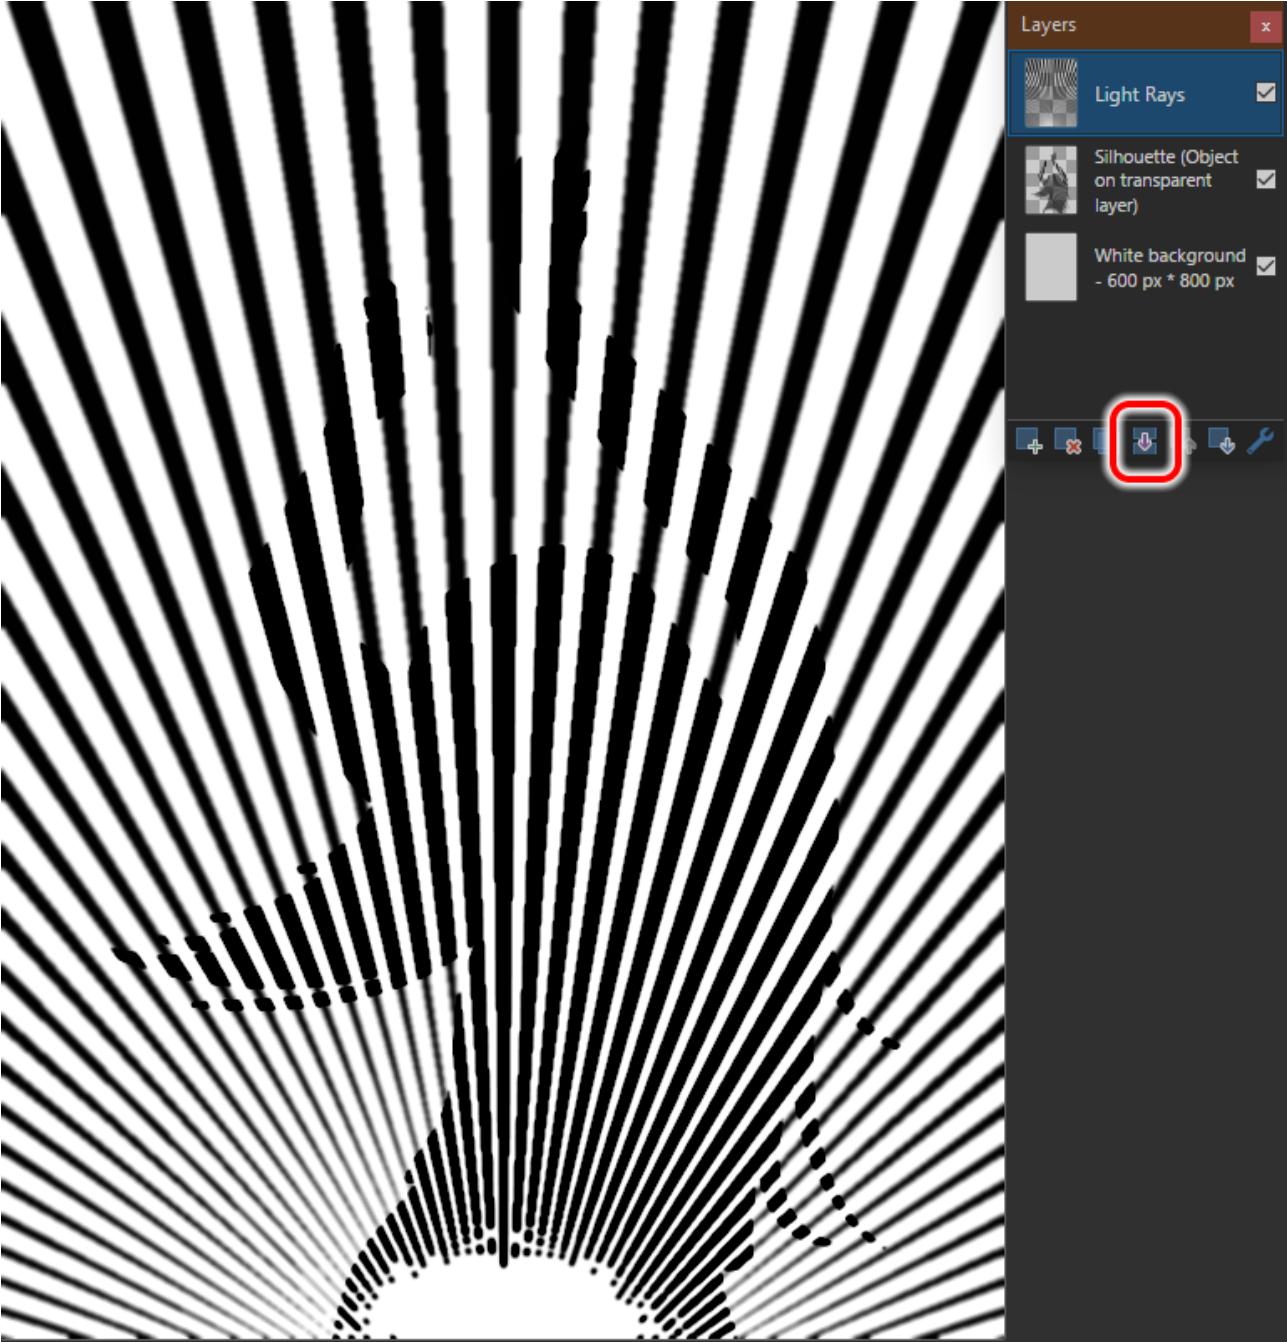 Layers
x
Light Rays
Silhouette (Object
on transparent
layer)
White background
- 600 px * 800 px